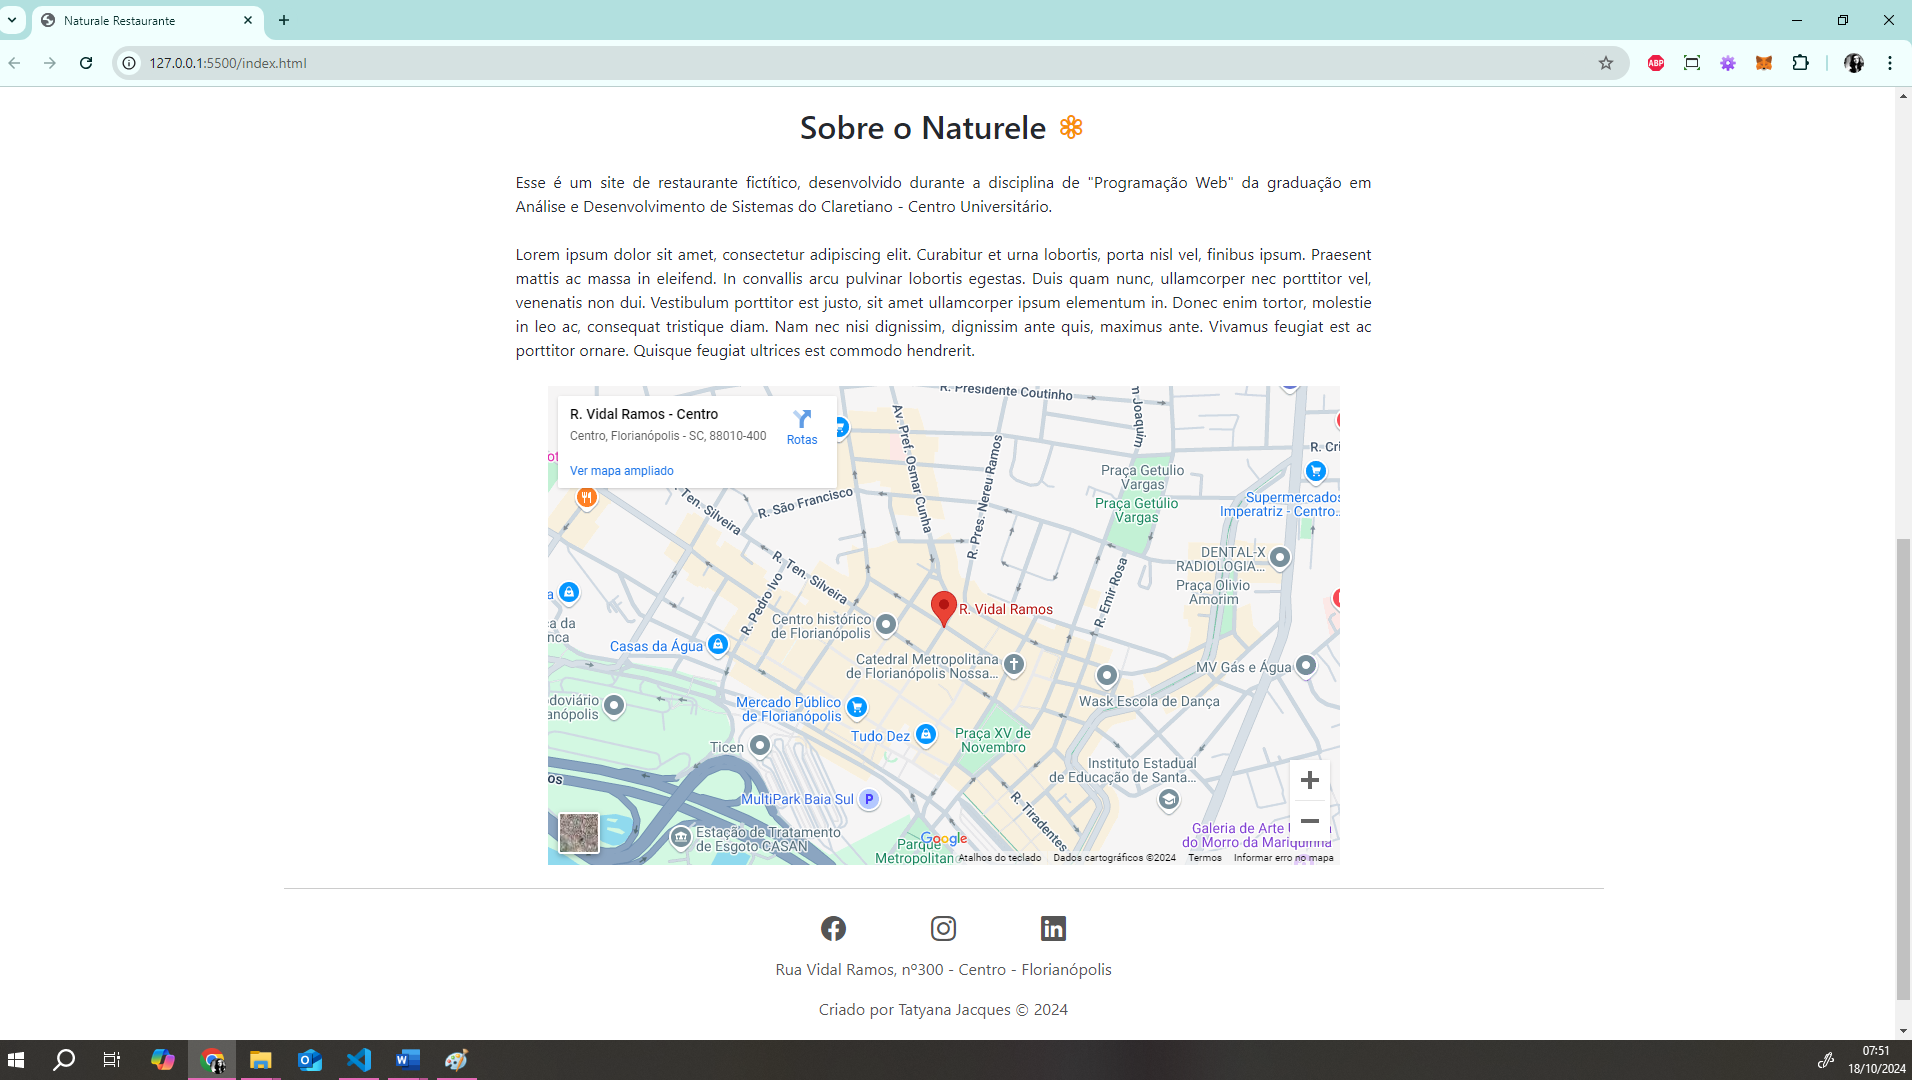 Naturale Restaurante
127.0.0.1:5500/index.html
ABP
Sobre o Naturele
Esse é um site de restaurante fictítico, desenvolvido durante a disciplina de "Programação Web" da graduação em
Análise e Desenvolvimento de Sistemas do Claretiano - Centro Universitário.
Lorem ipsum dolor sit amet, consectetur adipiscing elit. Curabitur et urna lobortis, porta nisl vel, finibus ipsum. Praesent
mattis ac massa in eleifend. In convallis arcu pulvinar lobortis egestas. Duis quam nunc, ullamcorper nec porttitor vel,
venenatis non dui. Vestibulum porttitor est justo, sit amet ullamcorper ipsum elementum in. Donec enim tortor, molestie
in leo ac, consequat tristique diam. Nam nec nisi dignissim, dignissim ante quis, maximus ante. Vivamus feugiat est ac
porttitor ornare. Quisque feugiat ultrices est commodo hendrerit.
R. Vidal Ramos - Centro
Centro, Florianópolis - SC, 88010-400
Rotas
Ver mapa ampliado
R. Presidente Coutinho
m Joaquim
Av. Pref. Osmar Cunha
R. Pres. Nereu Ramos
R. Cri
Praça Getulio
Vargas
Praça Getúlio
Vargas
Supermercados
Imperatriz - Centro..
Ten. Silveira
R. São Francisco
R. Ten. Silveira
R. Pedro Ivo
R. Emir Rosa
DENTAL-X
RADIOLOGIA...
Praça Olivio
Amorim
R. Vidal Ramos
Centro histórico
de Florianópolis
ça da
nca
Casas da Água
Catedral Metropolitana
de Florianópolis Nossa...
MV Gás e Água
Wask Escola de Dança
doviário
anópolis
Mercado Público
de Florianópolis
Tudo Dez
Praça XV de
Novembro
Ticen
Instituto Estadual
de Educação de Santa...
os
MultiPark Baia Sul
P
R. Tiradentes
Estação de Tratamento
de Esgoto CASAN
Galeria de Arte
do Morro da Mariquinha
Parque
Metropolitan
Google
Atalhos do teclado
Dados cartográficos ©2024
Termos
Informar erro no mapa
Rua Vidal Ramos, nº300 - Centro - Florianópolis
Criado por Tatyana Jacques © 2024
07:51
18/10/2024